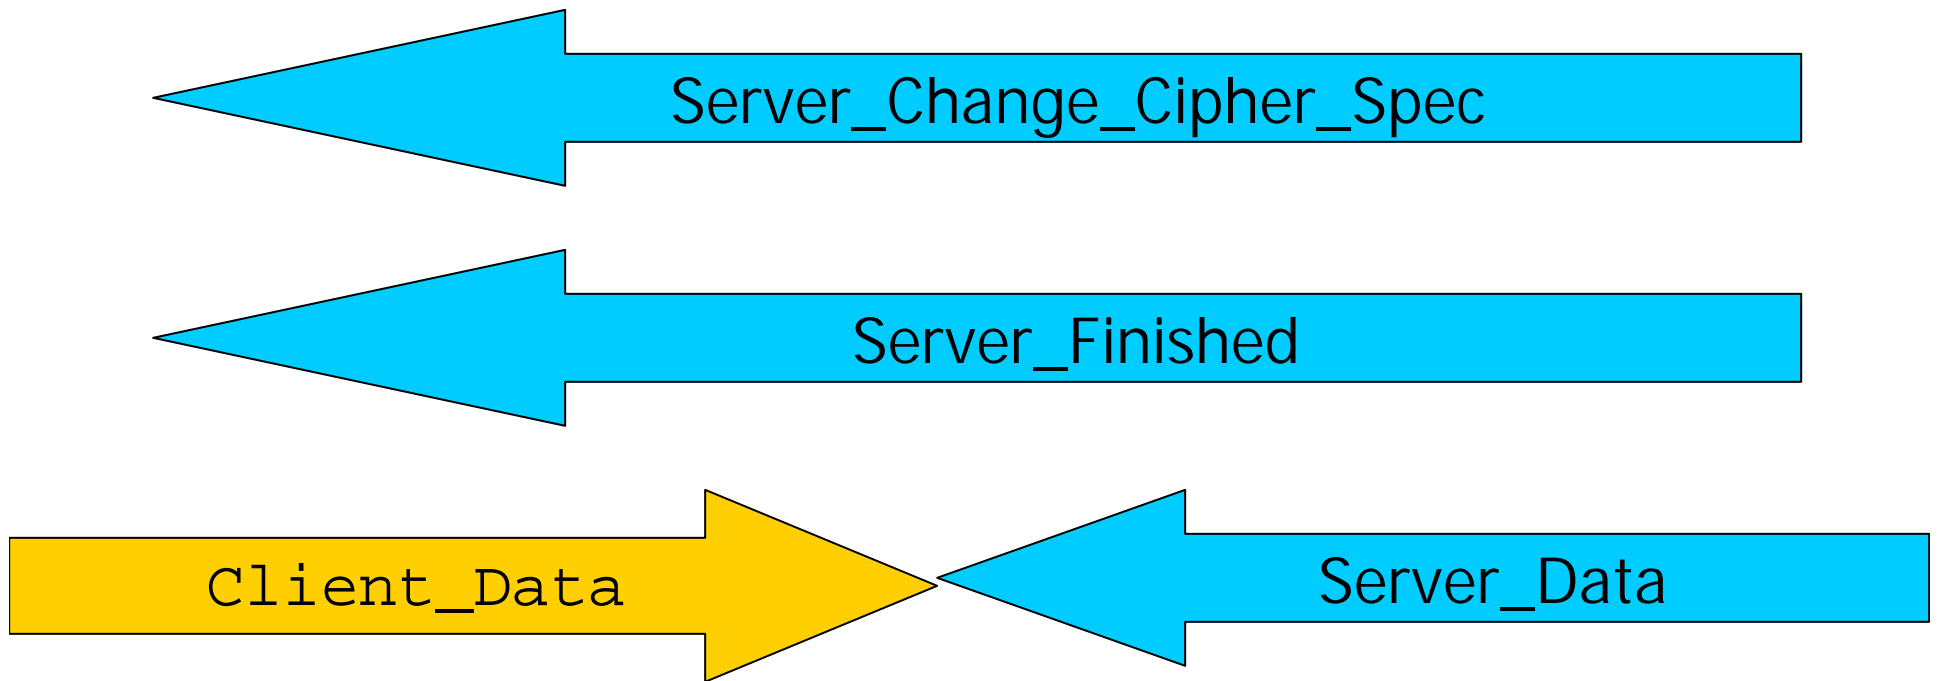 Server_Change_Cipher_Spec
Server_Finished
Client_Data
Server_Data